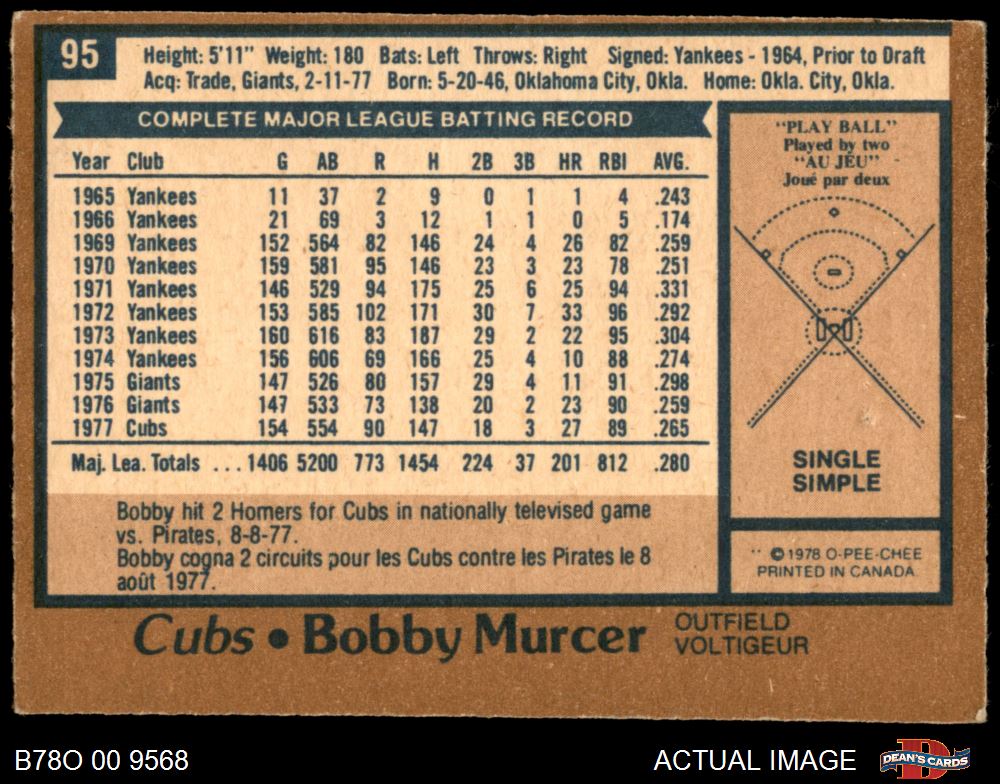 95
Height: 5'11" Weight: 180 Bats: Left Throws: Right Signed: Yankees - 1964, Prior to Draft
Acq: Trade, Giants, 2-11-77 Born: 5-20-46, Oklahoma City, Okla. Home: Okla. City, Okla.
COMPLETE MAJOR LEAGUE BATTING RECORD
Year Club G AB R H 2B 3B HR RBI AVG.
1965 Yankees 11 37 2 9 0 1 1 4 .243
1966 Yankees 21 69 3 12 1 1 0 5 .174
1969 Yankees 152 564 82 146 24 4 26 82 .259
1970 Yankees 159 581 95 146 23 3 23 78 .251
1971 Yankees 146 529 94 175 25 6 25 94 .331
1972 Yankees 153 585 102 171 30 7 33 96 .292
1973 Yankees 160 616 83 187 29 2 22 95 .304
1974 Yankees 156 606 69 166 25 4 10 88 .274
1975 Giants 147 526 80 157 29 4 11 91 .298
1976 Giants 147 533 73 138 20 2 23 90 .259
1977 Cubs 154 554 90 147 18 3 27 89 .265
Maj. Lea. Totals ... 1406 5200 773 1454 224 37 201 812 .280
Bobby hit 2 Homers for Cubs in nationally televised game
vs. Pirates, 8-8-77.
Bobby cogna 2 circuits pour les Cubs contre les Pirates le 8
août 1977.
"PLAY BALL"
Played by two
"AU JEU"
Joué par deux
SINGLE
SIMPLE
© 1978 O-PEE-CHEE
PRINTED IN CANADA
Cubs • Bobby Murcer
OUTFIELD
VOLTIGEUR
B78O 00 9568
ACTUAL IMAGE
DEAN'S CARDS